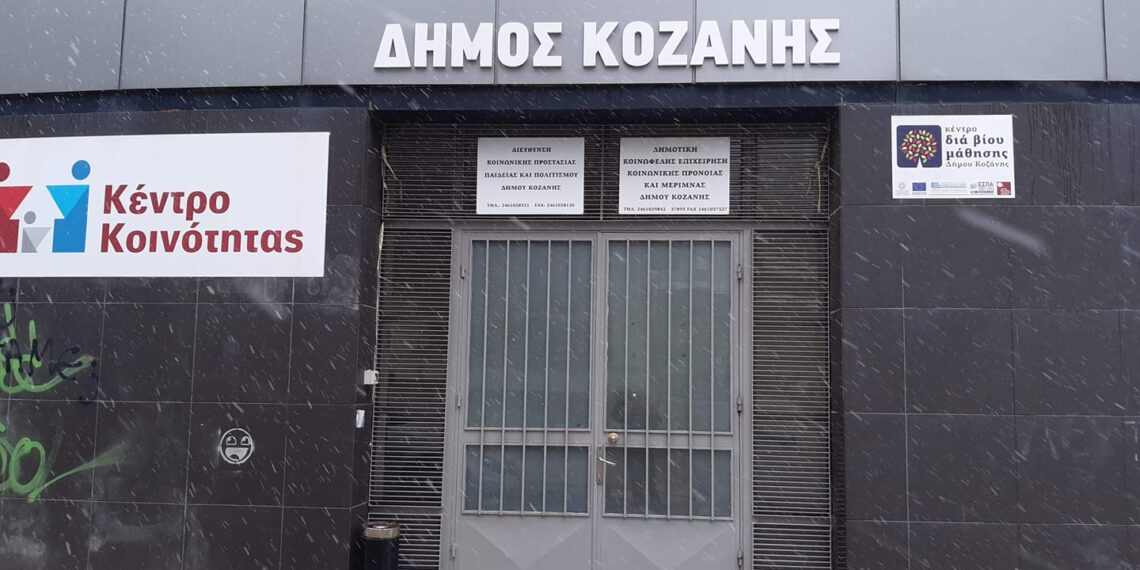 ΔΗΜΟΣ ΚΟΖΑΝΗΣ
Κέντρο
Κοινότητας
ΔΙΕΥΘΥΝΣΗ
ΚΟΙΝΩΝΙΚΗΣ ΠΡΟΣΤΑΣΙΑΣ
ΠΑΙΔΕΙΑΣ ΚΑΙ ΠΟΛΙΤΙΣΜΟΥ
ΔΗΜΟΥ ΚΟΖΑΝΗΣ
ΔΗΜΟΤΙΚΗ
ΚΟΙΝΩΦΕΛΗΣ ΕΠΙΧΕΙΡΗΣΗ
ΚΟΙΝΩΝΙΚΗΣ ΠΡΟΝΟΙΑΣ
ΚΑΙ ΜΕΡΙΜΝΑΣ
ΔΗΜΟΥ ΚΟΖΑΝΗΣ
κέντρο
διά βίου
μάθησης
Δήμου Κοζάνης
ΕΣΠΑ